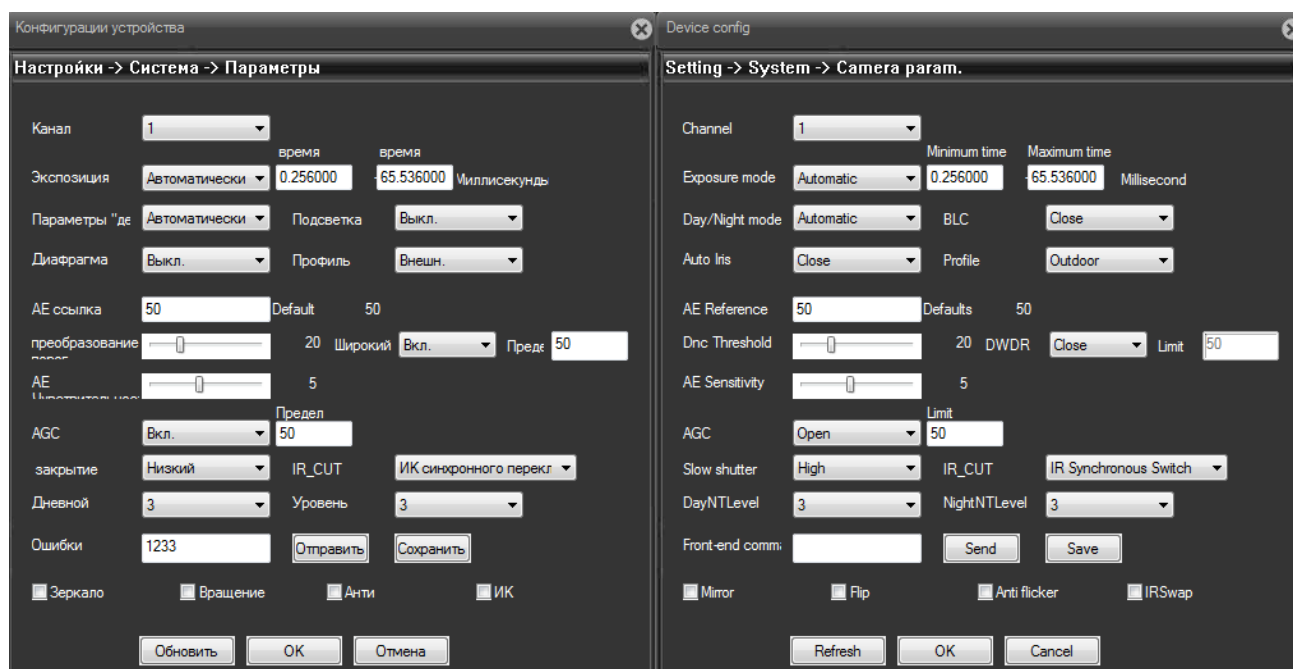 Конфигурации устройства
Настройки -> Система -> Параметры
Канал 1
время время
Экспозиция Автоматически 0.256000 -65.536000 Миллисекунды
Параметры "де Автоматически Подсветка Выкл.
Диафрагма Выкл. Профиль Внешн.
AE ссылка 50 Default 50
преобразование 20 Широкий Вкл. Преде 50
AE 5
Предел
AGC Вкл. 50
закрытие Низкий IR_CUT ИК синхронного перекл
Дневной 3 Уровень 3
Ошибки 1233 Отправить Сохранить
Зеркало Вращение Анти ИК
Обновить OK Отмена
Device config
Setting -> System -> Camera param.
Channel 1
Minimum time Maximum time
Exposure mode Automatic 0.256000 -65.536000 Millisecond
Day/Night mode Automatic BLC Close
Auto Iris Close Profile Outdoor
AE Reference 50 Defaults 50
Dnc Threshold 20 DWDR Close Limit 50
AE Sensitivity 5
Limit
AGC Open 50
Slow shutter High IR_CUT IR Synchronous Switch
DayNTLevel 3 NightNTLevel 3
Front-end comma Send Save
Mirror Flip Anti flicker IRSwap
Refresh OK Cancel